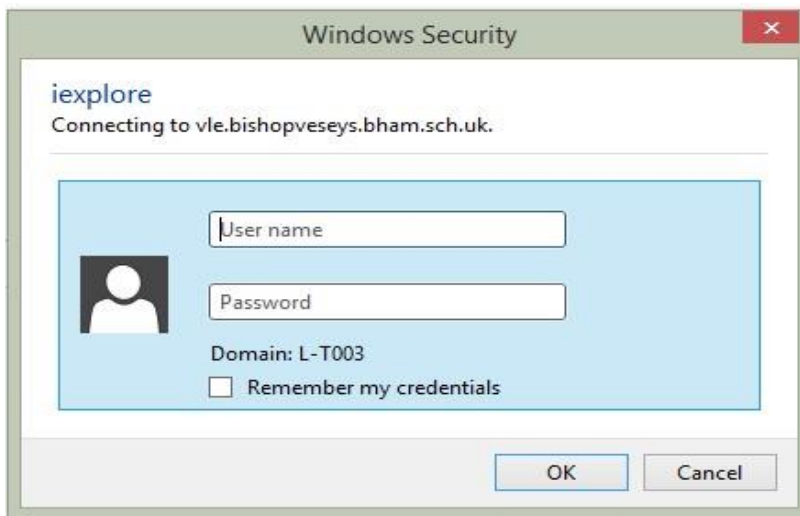 Windows Security
iexplore
Connecting to vle.bishopveseys.bham.sch.uk.
User name
Password
Domain: L-T003
Remember my credentials
OK Cancel